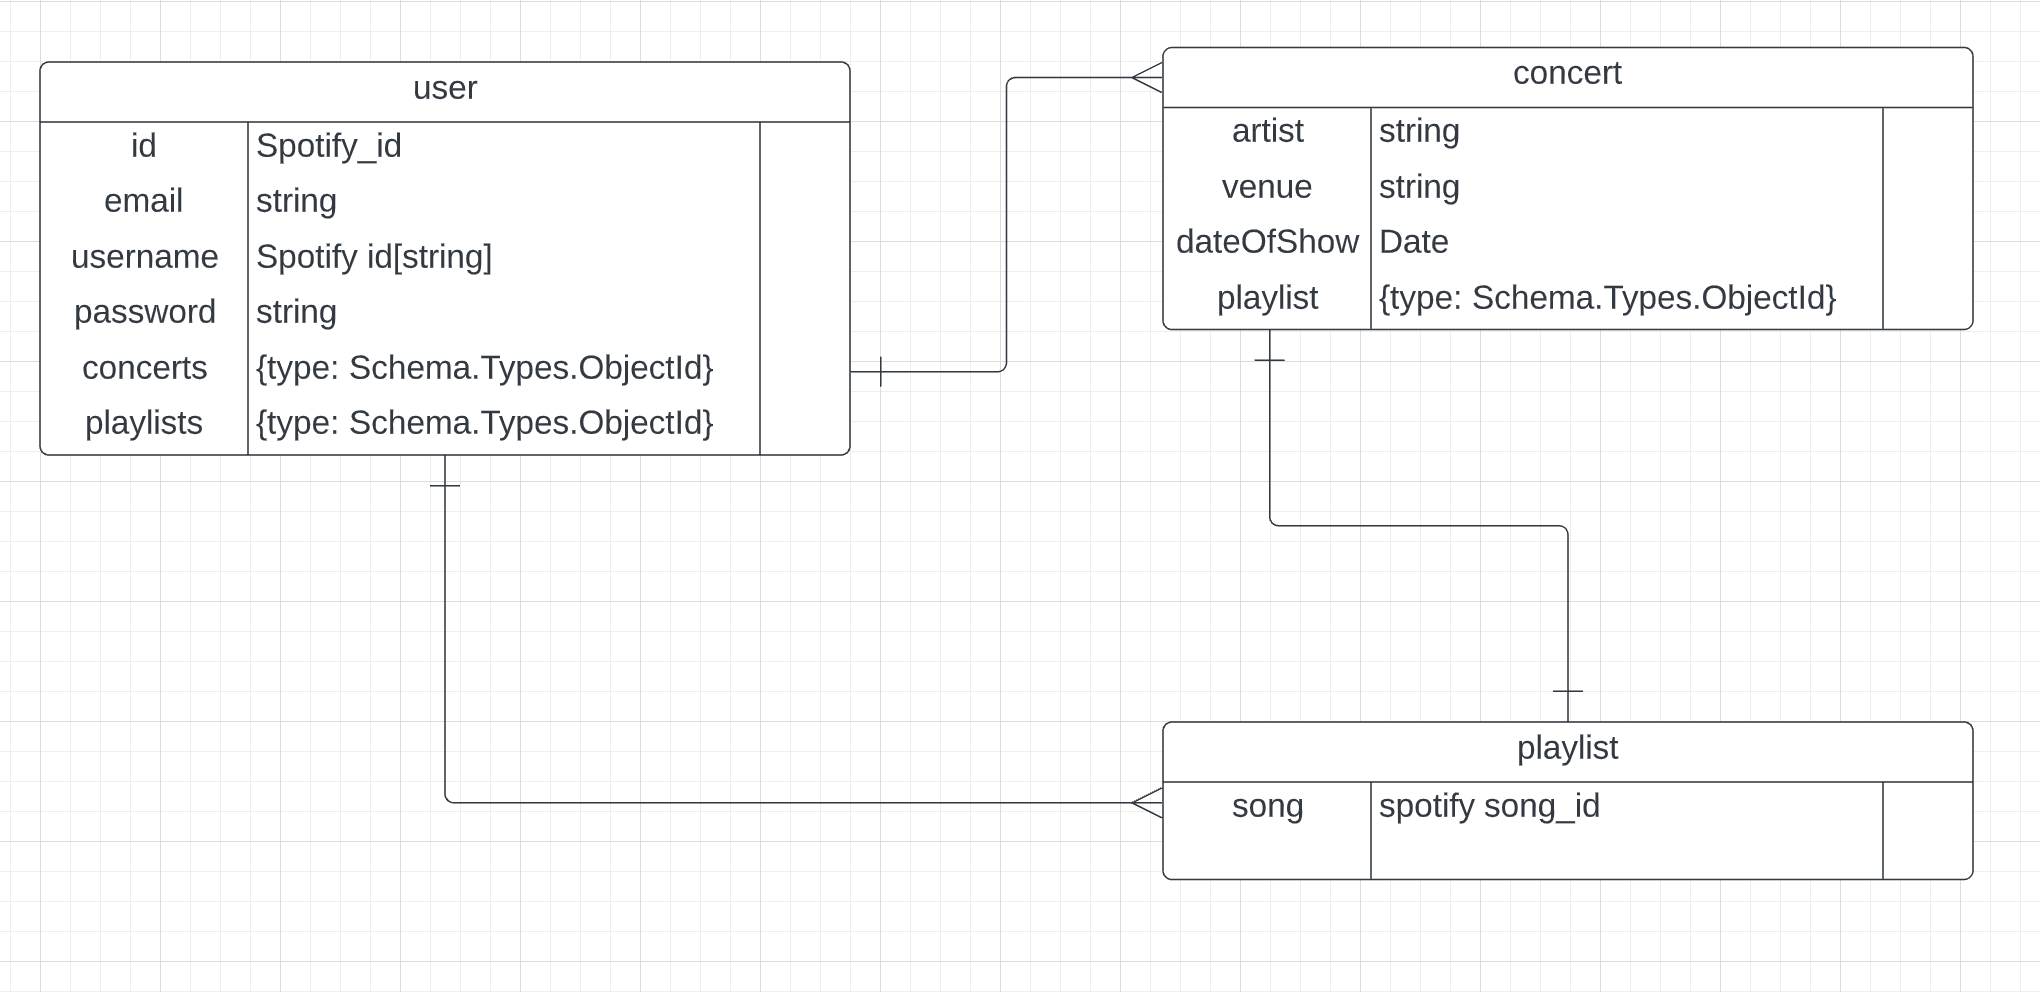 user
id Spotify_id
email string
username Spotify id[string]
password string
concerts {type: Schema.Types.ObjectId}
playlists {type: Schema.Types.ObjectId}
concert
artist string
venue string
dateOfShow Date
playlist {type: Schema.Types.ObjectId}
playlist
song spotify song_id